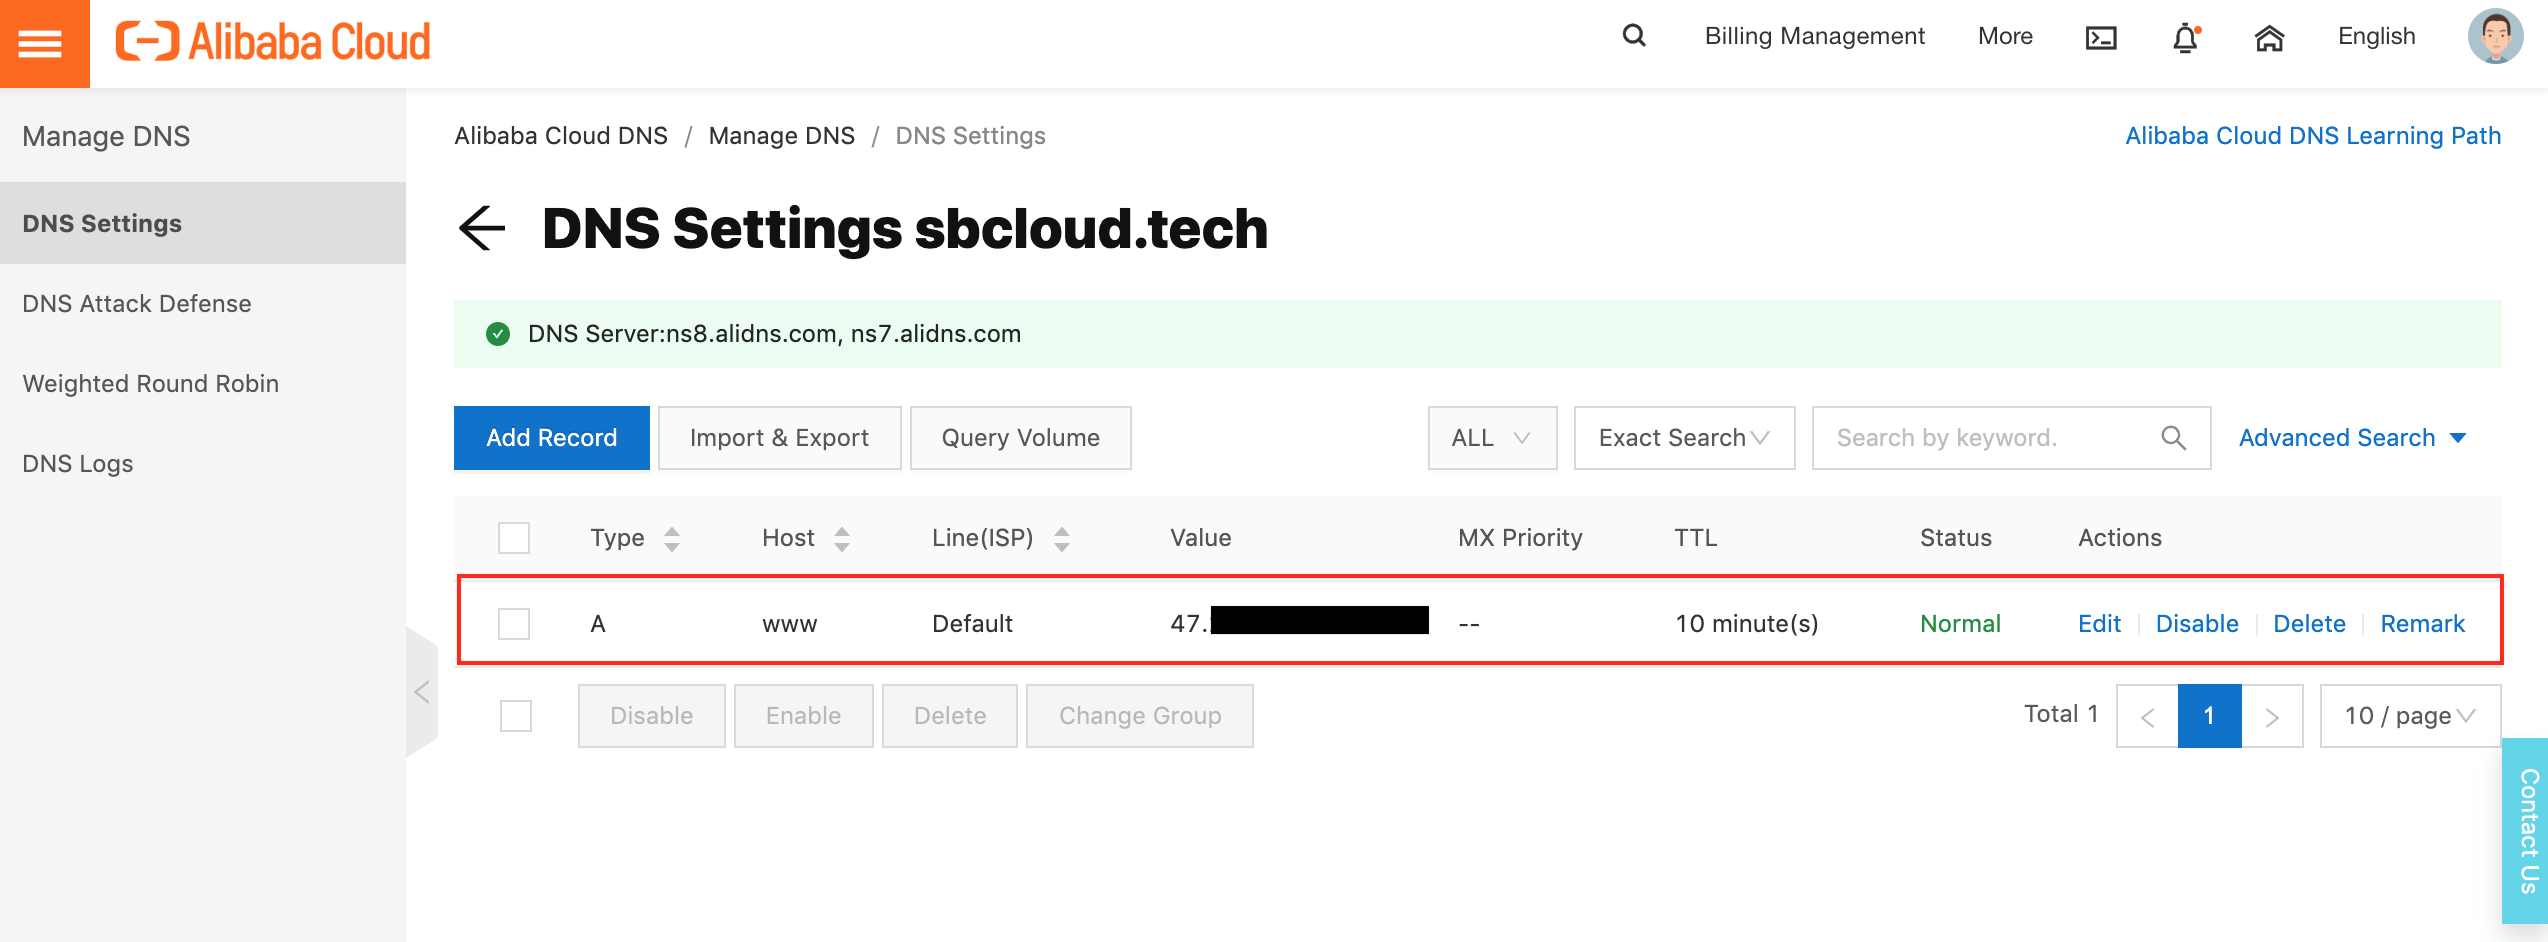 Alibaba Cloud
Billing Management More English
Manage DNS
DNS Settings
DNS Attack Defense
Weighted Round Robin
DNS Logs
Alibaba Cloud DNS / Manage DNS / DNS Settings
Alibaba Cloud DNS Learning Path
DNS Settings sbcloud.tech
DNS Server:ns8.alidns.com, ns7.alidns.com
Add Record Import & Export Query Volume ALL Exact Search Search by keyword. Advanced Search
Type Host Line(ISP) Value MX Priority TTL Status Actions
A www Default 47. -- 10 minute(s) Normal Edit Disable Delete Remark
Disable Enable Delete Change Group Total 1 < 1 > 10 / page
Contact Us